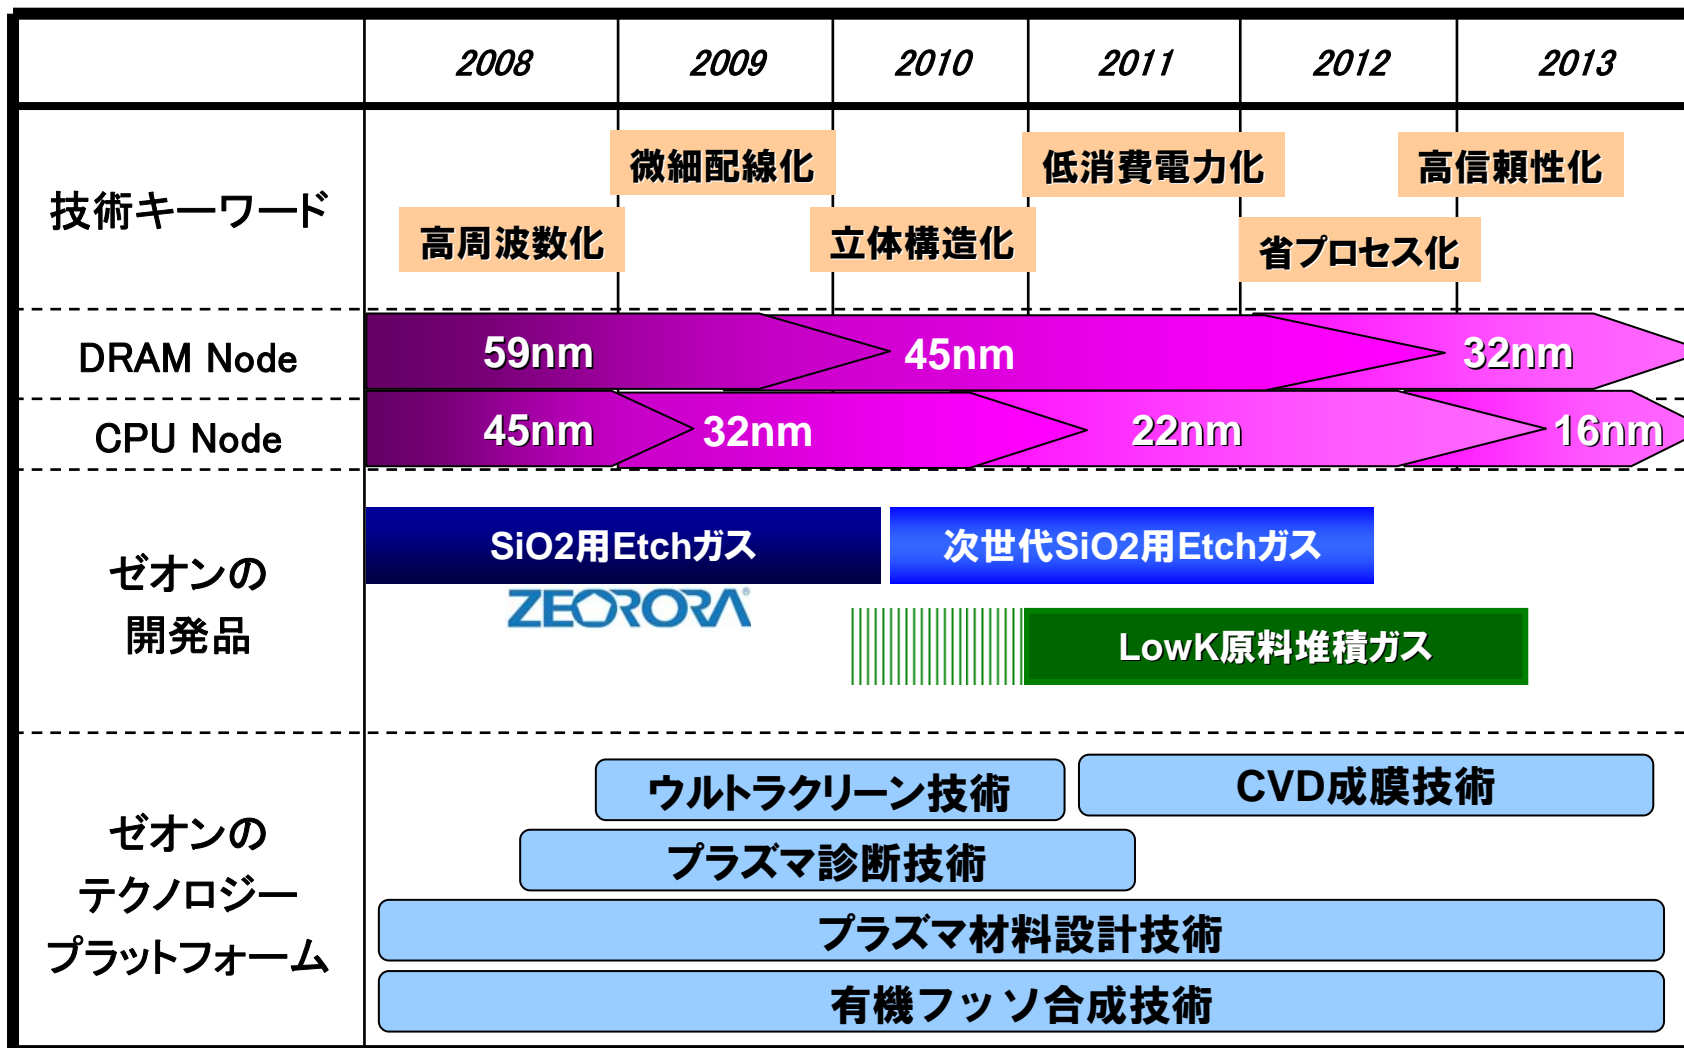 2008 2009 2010 2011 2012 2013
技術キーワード
微細配線化 低消費電力化 高信頼性化
高周波数化 立体構造化 省プロセス化
DRAM Node 59nm 45nm 32nm
CPU Node 45nm 32nm 22nm 16nm
ゼオンの
開発品
SiO2用Etchガス 次世代SiO2用Etchガス
ZEORORA®
LowK原料堆積ガス
ゼオンの
テクノロジー
プラットフォーム
ウルトラクリーン技術 CVD成膜技術
プラズマ診断技術
プラズマ材料設計技術
有機フッソ合成技術